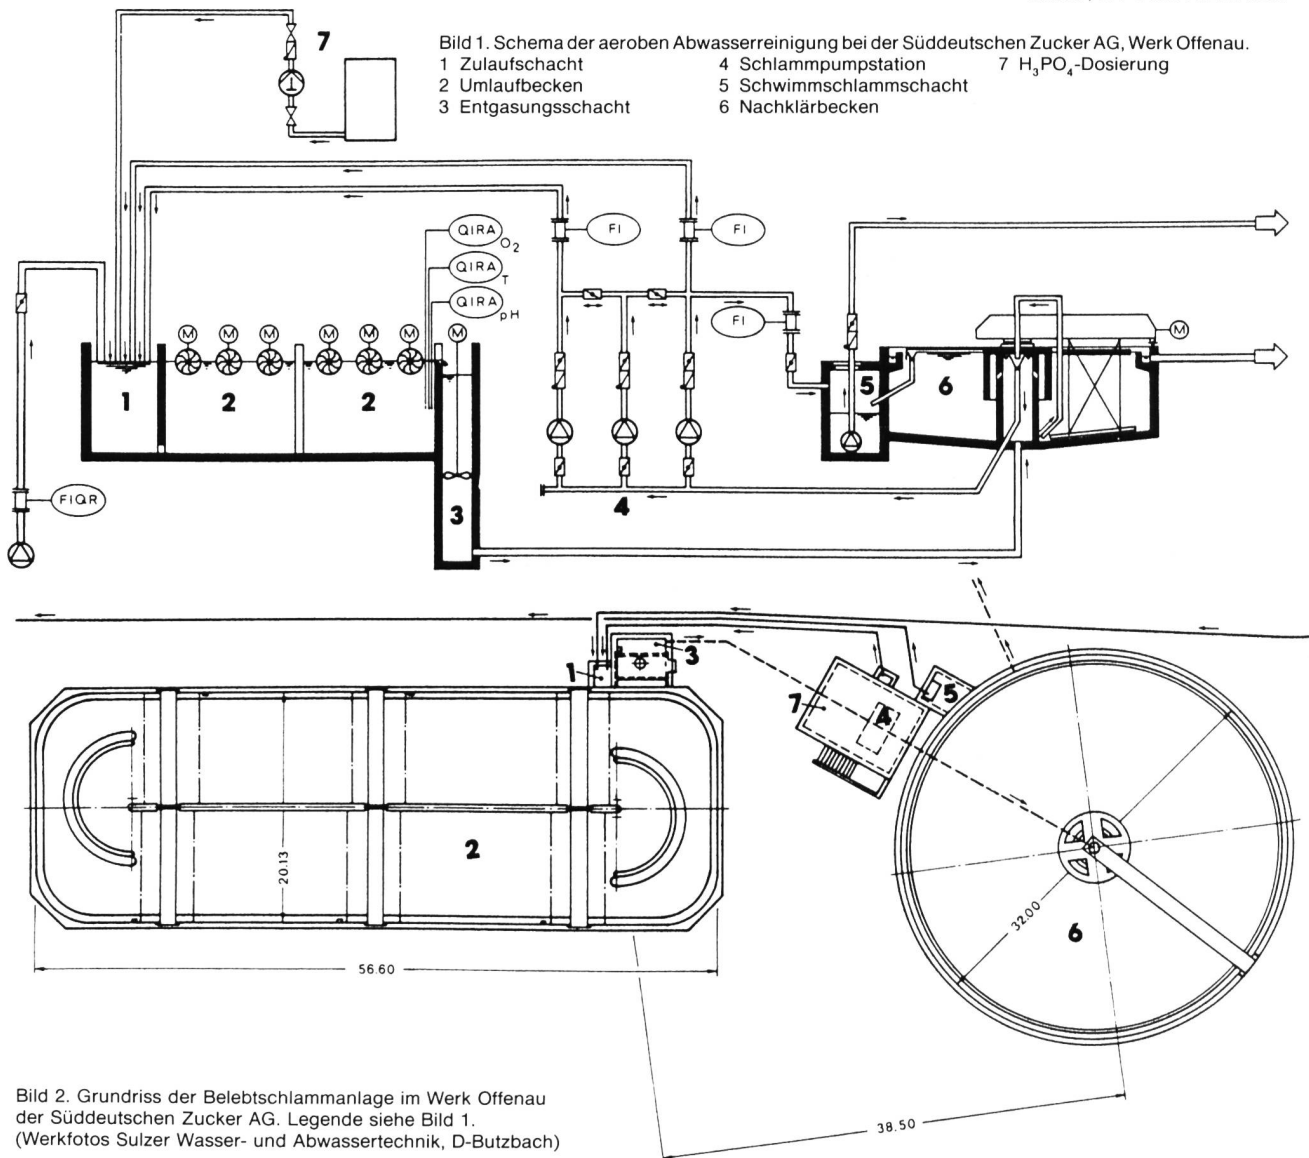 Bild 1. Schema der aeroben Abwasserreinigung bei der Süddeutschen Zucker AG, Werk Offenau.
1 Zulaufschacht 4 Schlammpumpstation 7 H₃PO₄-Dosierung
2 Umlaufbecken 5 Schwimmschlammschacht
3 Entgasungsschacht 6 Nachklärbecken
7
QIRA O₂
FI
FI
QIRA T
QIRA pH
FI
M M M M M M M
M
1
2
2
5
6
FIQR
3
4
1
3
7
4
5
20.13
2
32.00
6
56.60
38.50
Bild 2. Grundriss der Belebtschlammanlage im Werk Offenau
der Süddeutschen Zucker AG. Legende siehe Bild 1.
(Werkfotos Sulzer Wasser- und Abwassertechnik, D-Butzbach)